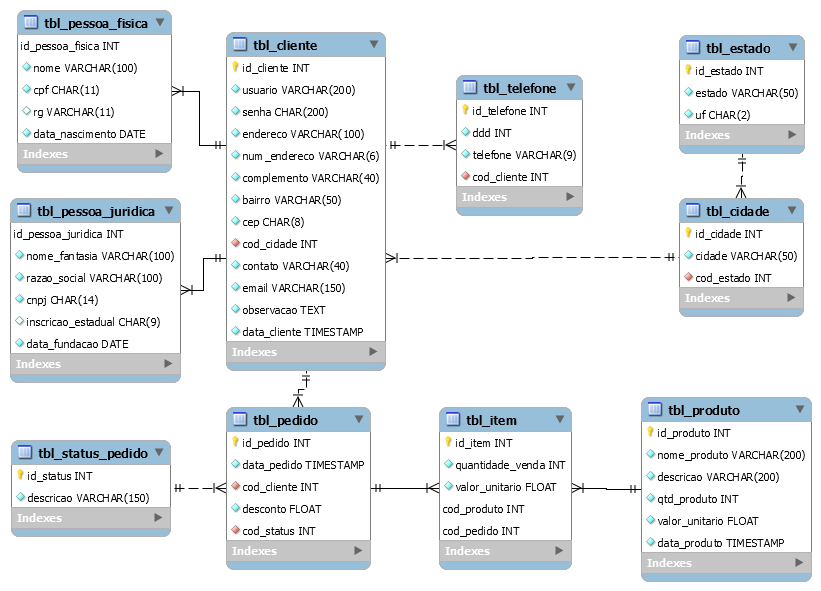 tbl_pessoa_fisica
id_pessoa_fisica INT
nome VARCHAR(100)
cpf CHAR(11)
rg VARCHAR(11)
data_nascimento DATE
Indexes
tbl_pessoa_juridica
id_pessoa_juridica INT
nome_fantasia VARCHAR(100)
razao_social VARCHAR(100)
cnpj CHAR(14)
inscricao_estadual CHAR(9)
data_fundacao DATE
Indexes
tbl_cliente
id_cliente INT
usuario VARCHAR(200)
senha CHAR(200)
endereco VARCHAR(100)
num_endereco VARCHAR(6)
complemento VARCHAR(40)
bairro VARCHAR(50)
cep CHAR(8)
cod_cidade INT
contato VARCHAR(40)
email VARCHAR(150)
observacao TEXT
data_cliente TIMESTAMP
Indexes
tbl_telefone
id_telefone INT
ddd INT
telefone VARCHAR(9)
cod_cliente INT
Indexes
tbl_estado
id_estado INT
estado VARCHAR(50)
uf CHAR(2)
Indexes
tbl_cidade
id_cidade INT
cidade VARCHAR(50)
cod_estado INT
Indexes
tbl_status_pedido
id_status INT
descricao VARCHAR(150)
Indexes
tbl_pedido
id_pedido INT
data_pedido TIMESTAMP
cod_cliente INT
desconto FLOAT
cod_status INT
Indexes
tbl_item
id_item INT
quantidade_venda INT
valor_unitario FLOAT
cod_produto INT
cod_pedido INT
Indexes
tbl_produto
id_produto INT
nome_produto VARCHAR(200)
descricao VARCHAR(200)
qtd_produto INT
valor_unitario FLOAT
data_produto TIMESTAMP
Indexes